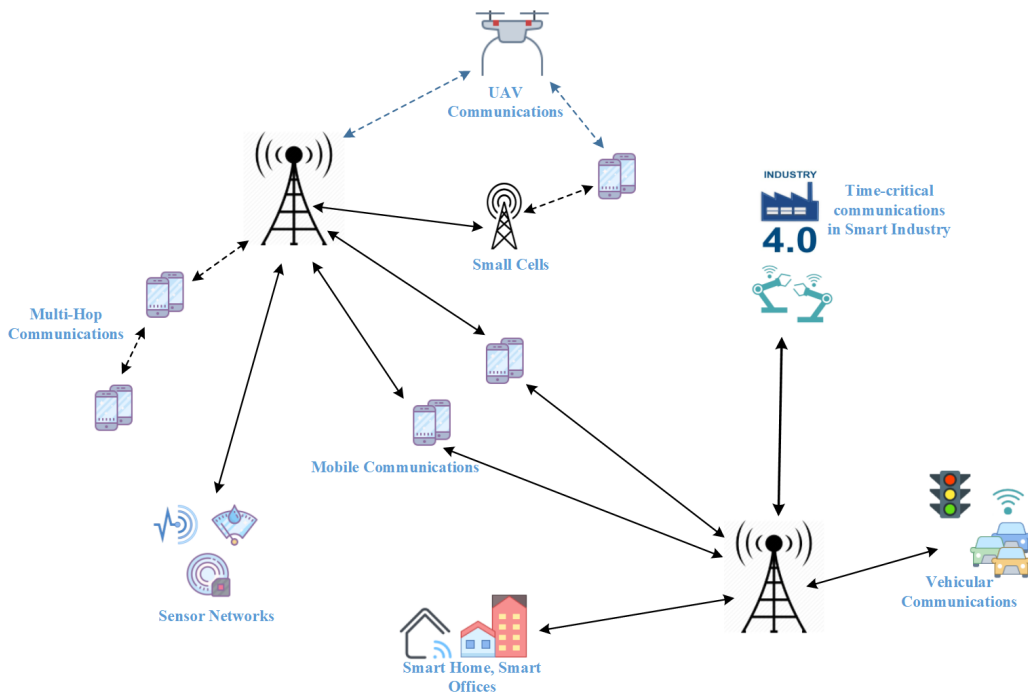 UAV
Communications
INDUSTRY
4.0
Time-critical
communications
in Smart Industry
Small Cells
Multi-Hop
Communications
Mobile Communications
Sensor Networks
Vehicular
Communications
Smart Home, Smart
Offices